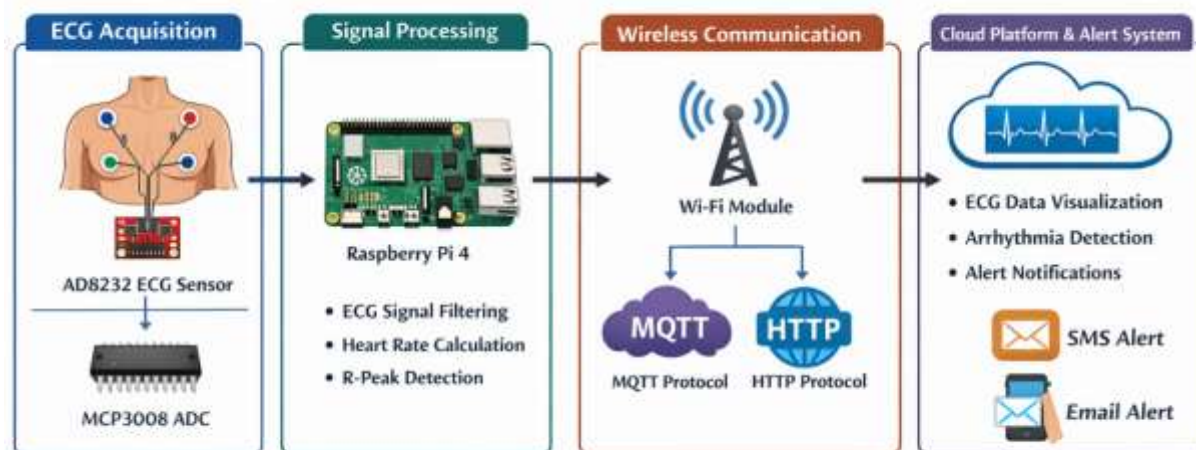 ECG Acquisition
AD8232 ECG Sensor
MCP3008 ADC
Signal Processing
Raspberry Pi 4
• ECG Signal Filtering
• Heart Rate Calculation
• R-Peak Detection
Wireless Communication
Wi-Fi Module
MQTT
MQTT Protocol
HTTP
HTTP Protocol
Cloud Platform & Alert System
• ECG Data Visualization
• Arrhythmia Detection
• Alert Notifications
SMS Alert
Email Alert